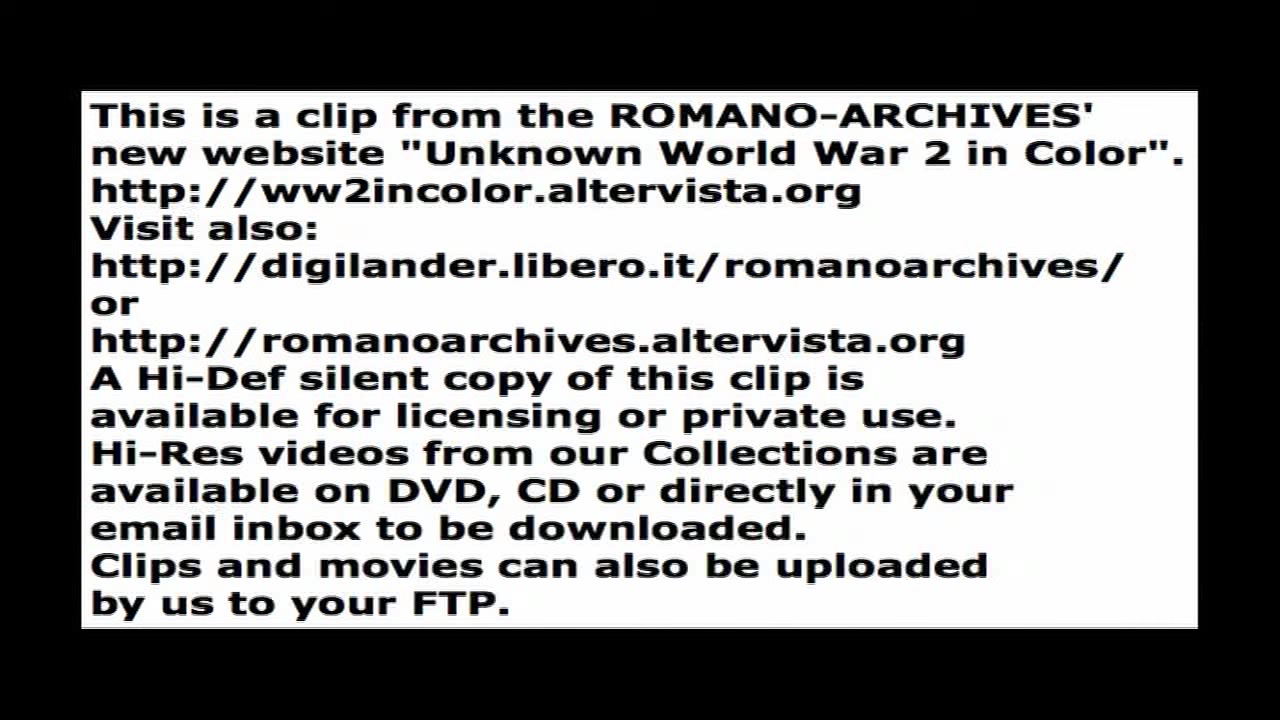 This is a clip from the ROMANO-ARCHIVES'
new website "Unknown World War 2 in Color".
http://ww2incolor.altervista.org
Visit also:
http://digilander.libero.it/romanoarchives/
or
http://romanoarchives.altervista.org
A Hi-Def silent copy of this clip is
available for licensing or private use.
Hi-Res videos from our Collections are
available on DVD, CD or directly in your
email inbox to be downloaded.
Clips and movies can also be uploaded
by us to your FTP.